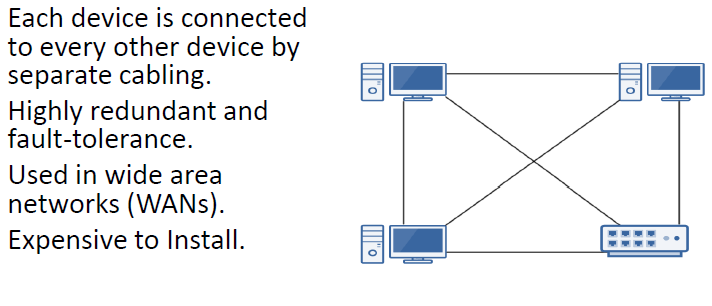 Each device is connected
to every other device by
separate cabling.
Highly redundant and
fault-tolerance.
Used in wide area
networks (WANs).
Expensive to Install.